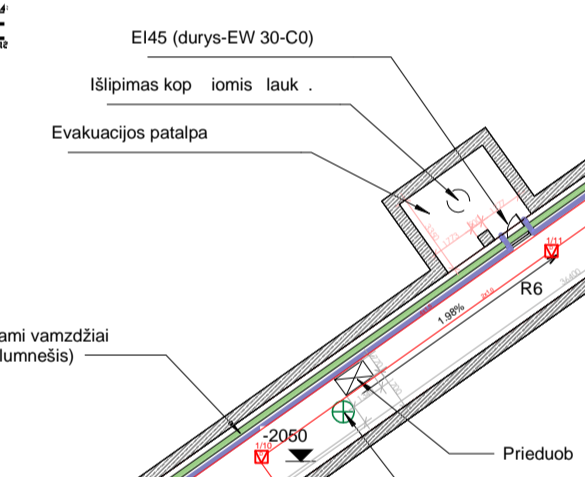 EI45 (durys-EW 30-C0)
Išlipimas kop iomis lauk .
Evakuacijos patalpa
1/11
R6
1.98%
36400
ami vamzdžiai
lumnešis)
-2050
1/10
Prieduob